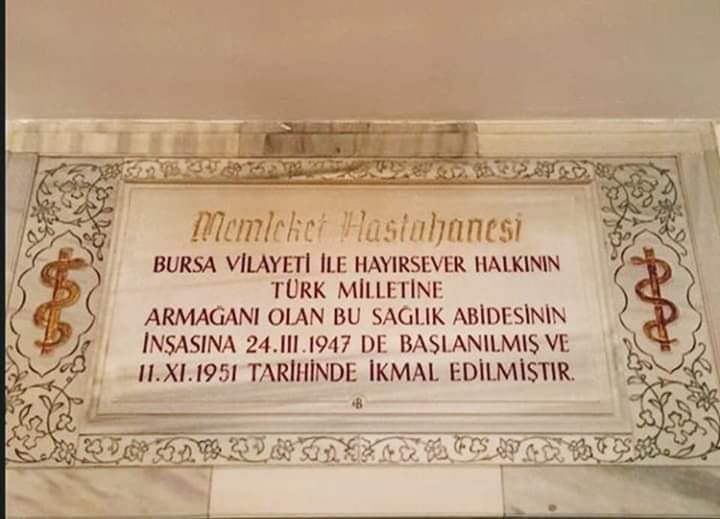 Memleket Hastahanesi
BURSA VİLAYETİ İLE HAYIRSEVER HALKININ
TÜRK MİLLETİNE
ARMAĞANI OLAN BU SAĞLIK ABİDESİNİN
İNŞASINA 24.III.1947 DE BAŞLANILMIŞ VE
11.XI.1951 TARİHİNDE İKMAL EDİLMİŞTİR.